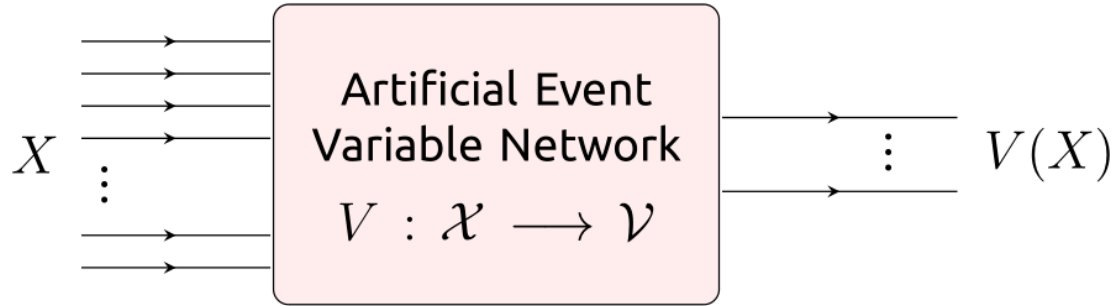 X
⋮
Artificial Event
Variable Network
V : 𝒳 ⟶ 𝒱
⋮
V(X)